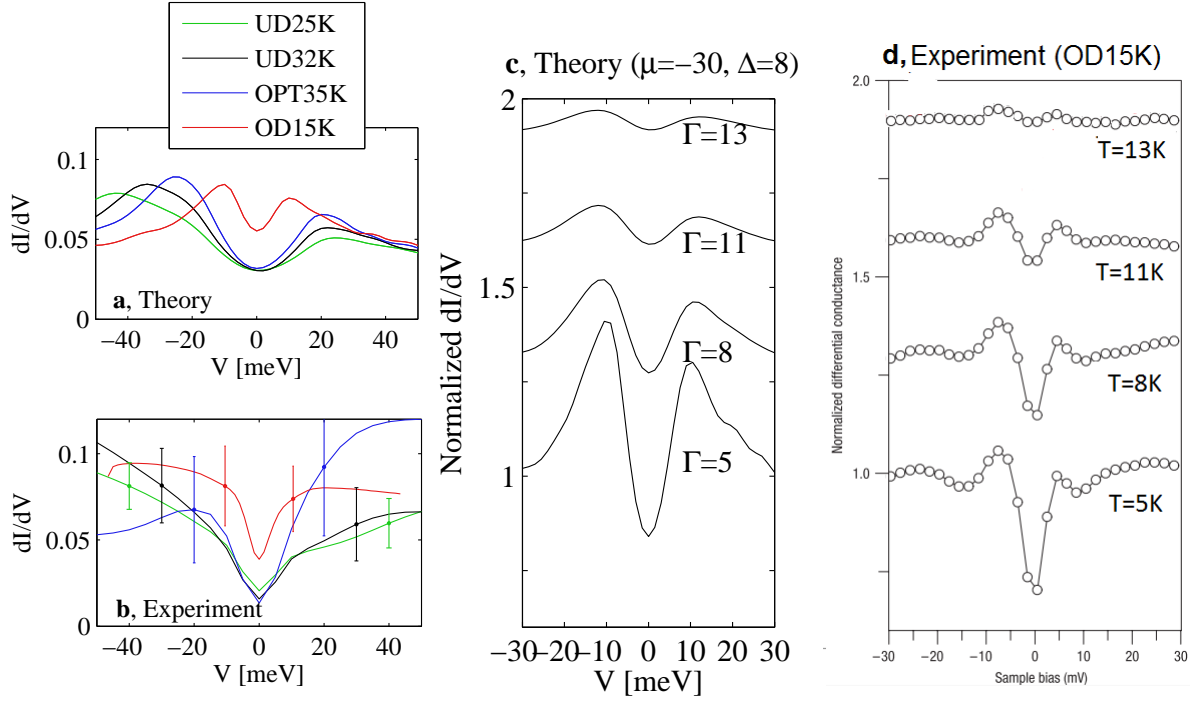 UD25K
UD32K
OPT35K
OD15K
0.1
0.05
0
dI/dV
a, Theory
−40 −20 0 20 40
V [meV]
0.1
0.05
0
dI/dV
b, Experiment
−40 −20 0 20 40
V [meV]
c, Theory (μ=−30, Δ=8)
2
1.5
1
Normalized dI/dV
Γ=13
Γ=11
Γ=8
Γ=5
−30 −20 −10 0 10 20 30
V [meV]
d, Experiment (OD15K)
2.0
1.5
1.0
Normalized differential conductance
T=13K
T=11K
T=8K
T=5K
−30 −20 −10 0 10 20 30
Sample bias (mV)